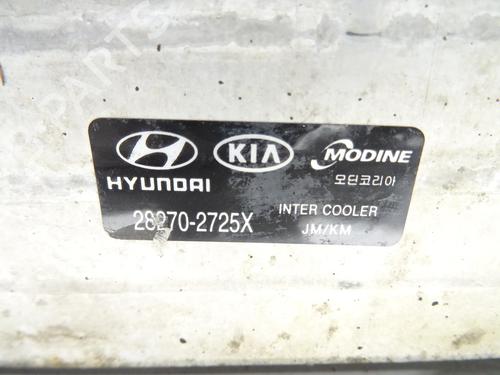 HYUNDAI
KIA
MODINE
모딘코리아
28270-2725X
INTER COOLER
JM/KM